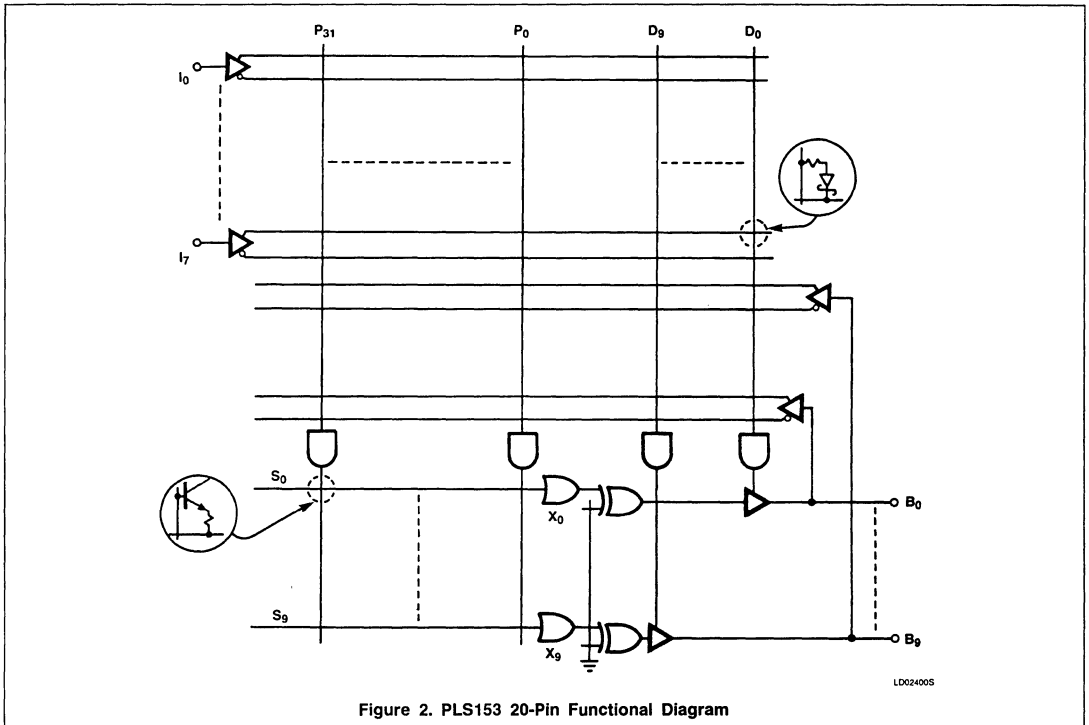 P31 P0 D9 D0
I0
I7
S0
X0
B0
S9
X9
B9
LD02400S
Figure 2. PLS153 20-Pin Functional Diagram